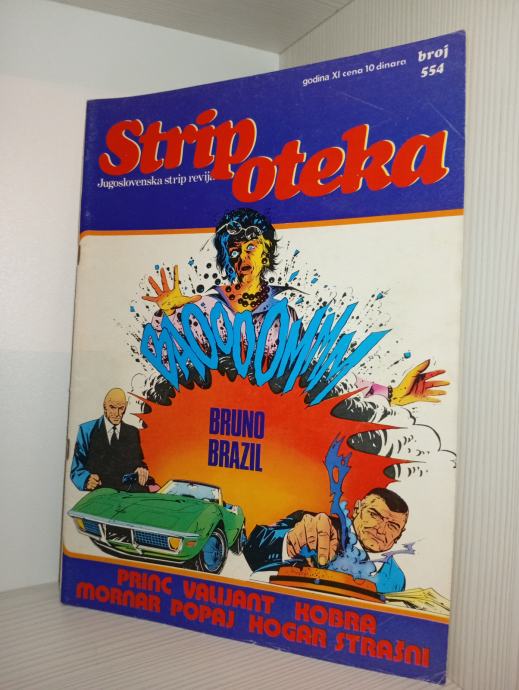 godina XI cena 10 dinara
broj
554
Strip
oteka
Jugoslovenska strip revija
BAOOOOMMM
BRUNO
BRAZIL
PRINC VALIJANT KOBRA
MORNAR POPAJ HOGAR STRAŠNI